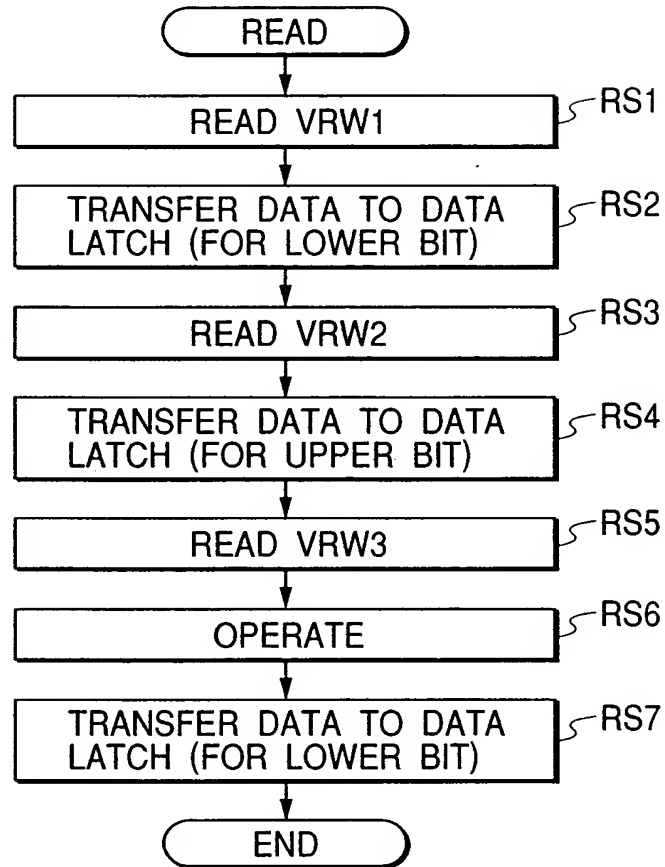 READ
READ VRW1
RS1
TRANSFER DATA TO DATA
LATCH (FOR LOWER BIT)
RS2
READ VRW2
RS3
TRANSFER DATA TO DATA
LATCH (FOR UPPER BIT)
RS4
READ VRW3
RS5
OPERATE
RS6
TRANSFER DATA TO DATA
LATCH (FOR LOWER BIT)
RS7
END